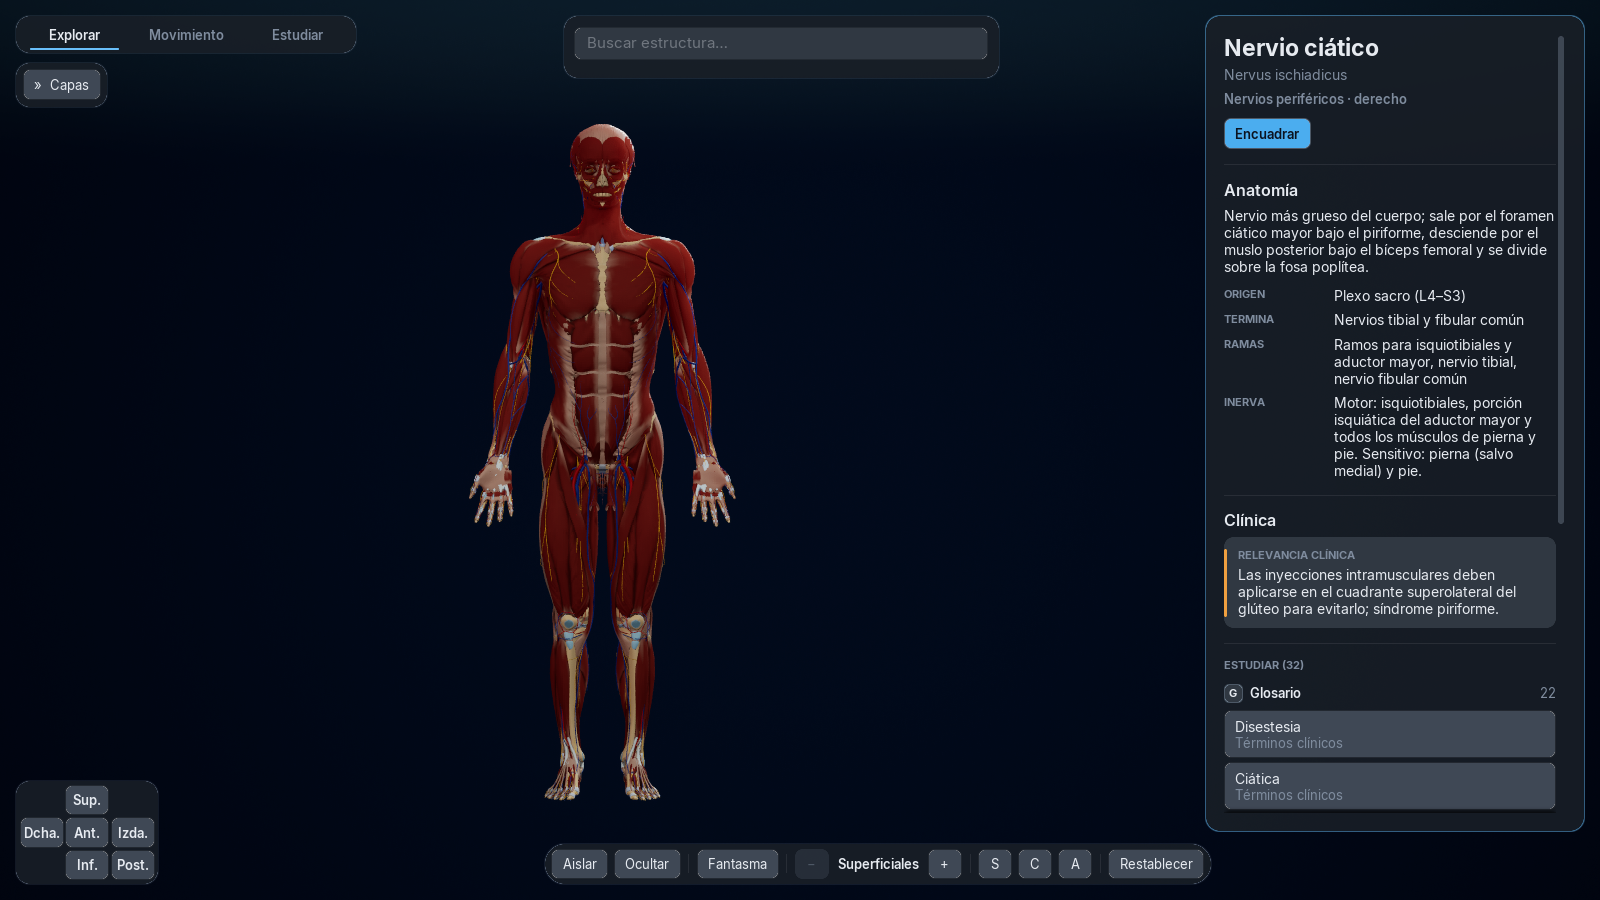 Explorar Movimiento Estudiar
» Capas
Buscar estructura...
Nervio ciático
Nervus ischiadicus
Nervios periféricos · derecho
Encuadrar
Anatomía
Nervio más grueso del cuerpo; sale por el foramen
ciático mayor bajo el piriforme, desciende por el
muslo posterior bajo el bíceps femoral y se divide
sobre la fosa poplítea.
ORIGEN Plexo sacro (L4–S3)
TERMINA Nervios tibial y fibular común
RAMAS Ramos para isquiotibiales y
aductor mayor, nervio tibial,
nervio fibular común
INERVA Motor: isquiotibiales, porción
isquiática del aductor mayor y
todos los músculos de pierna y
pie. Sensitivo: pierna (salvo
medial) y pie.
Clínica
RELEVANCIA CLÍNICA
Las inyecciones intramusculares deben
aplicarse en el cuadrante superolateral del
glúteo para evitarlo; síndrome piriforme.
ESTUDIAR (32)
G Glosario 22
Disestesia
Términos clínicos
Ciática
Términos clínicos
Sup.
Dcha. Ant. Izda.
Inf. Post.
Aislar Ocultar Fantasma − Superficiales + S C A Restablecer